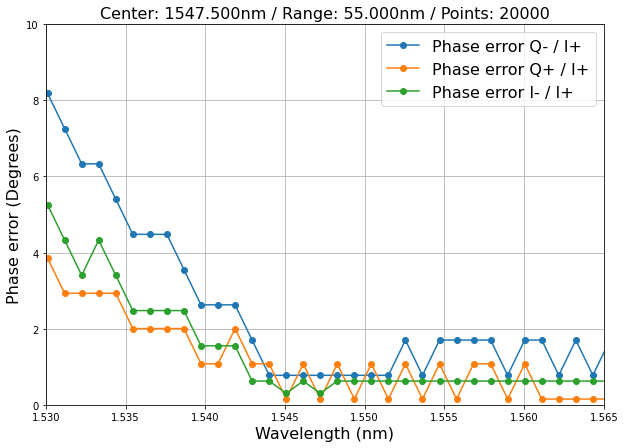 Center: 1547.500nm / Range: 55.000nm / Points: 20000
Phase error Q- / I+
Phase error Q+ / I+
Phase error I- / I+
Phase error (Degrees)
10
8
6
4
2
0
1.530 1.535 1.540 1.545 1.550 1.555 1.560 1.565
Wavelength (nm)